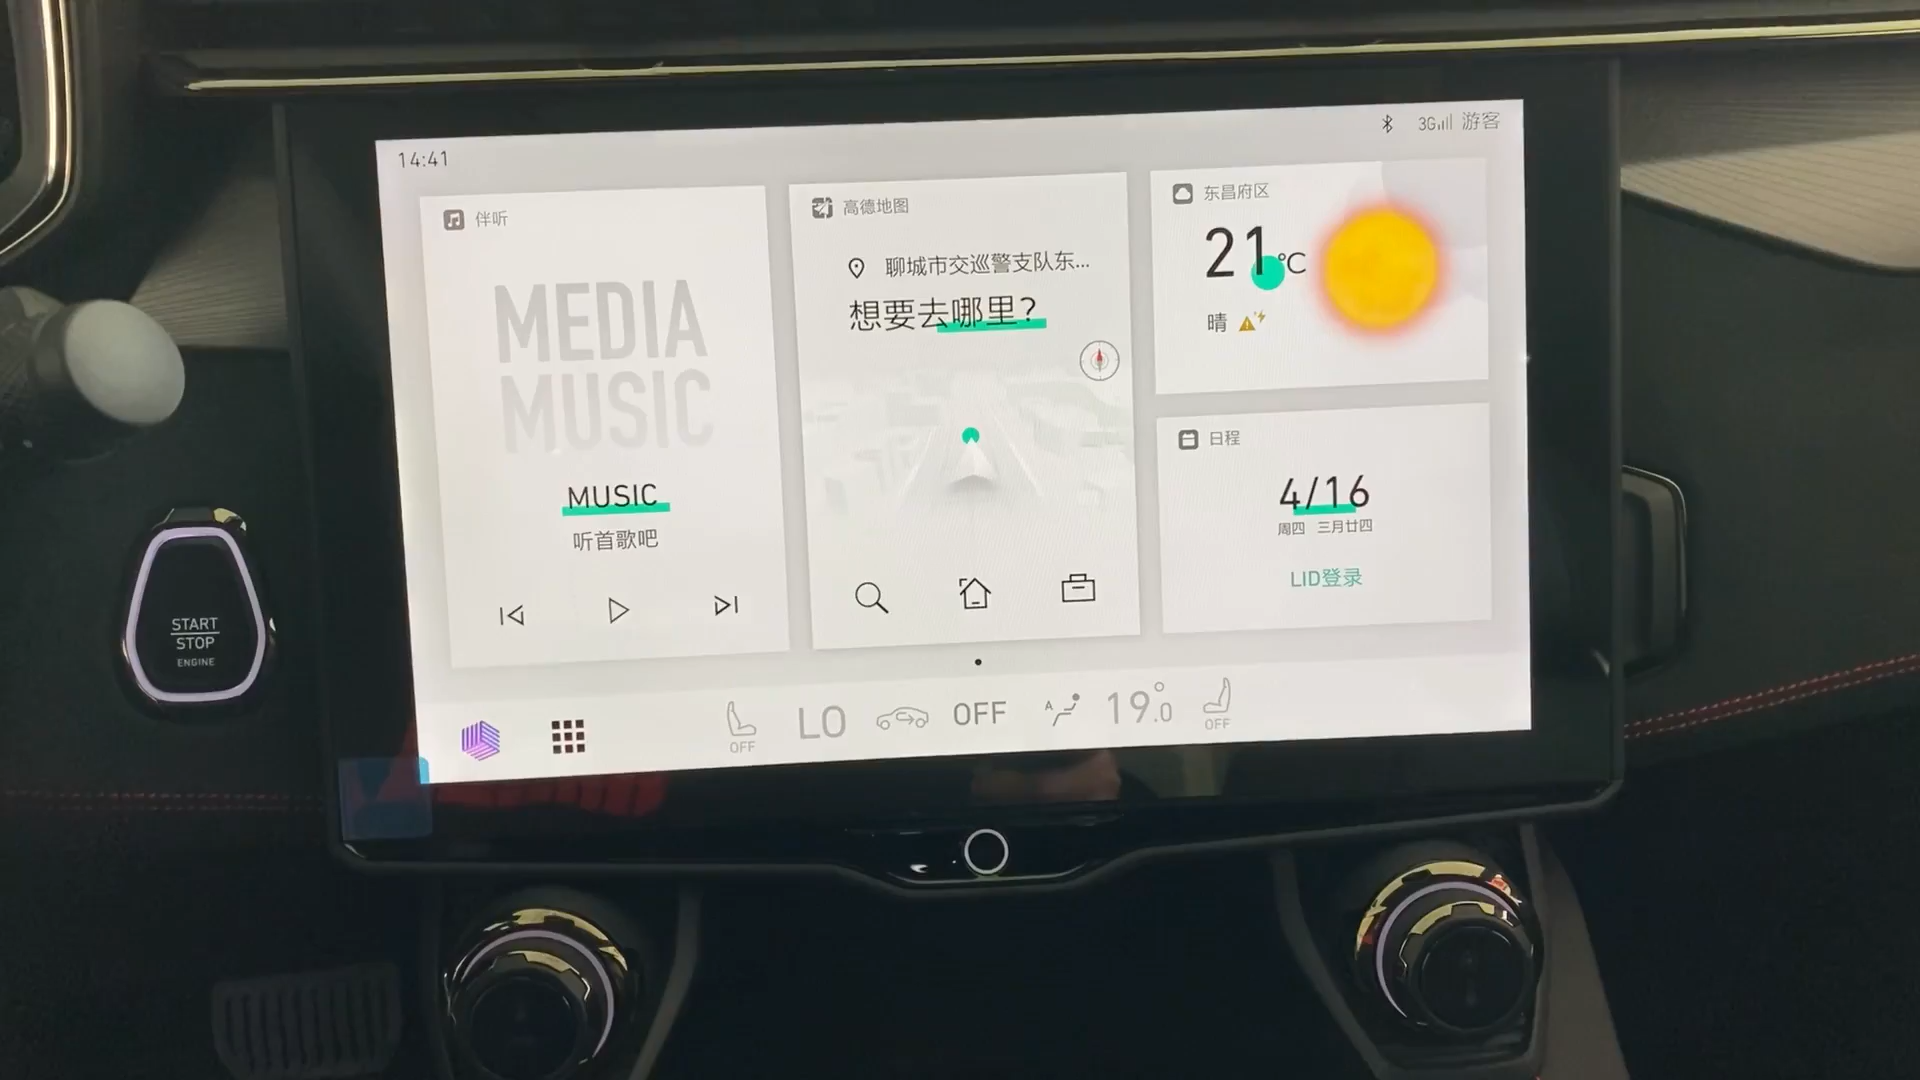 14:41
3G 游客
伴听
MEDIA
MUSIC
MUSIC
听首歌吧
高德地图
聊城市交巡警支队东...
想要去哪里?
东昌府区
21℃
晴
日程
4/16
周四 三月廿四
LID登录
OFF
LO
OFF
A
19.0°
OFF
START
STOP
ENGINE